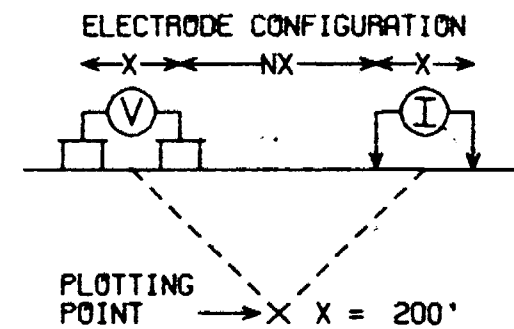 ELECTRODE CONFIGURATION
X NX X
V I
PLOTTING
POINT X X = 200'